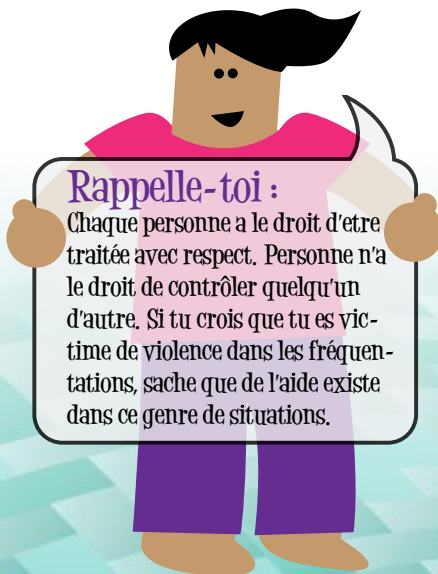 Rappelle-toi :
Chaque personne a le droit d'etre
traitée avec respect. Personne n'a
le droit de contrôler quelqu'un
d'autre. Si tu crois que tu es vic-
time de violence dans les fréquen-
tations, sache que de l'aide existe
dans ce genre de situations.